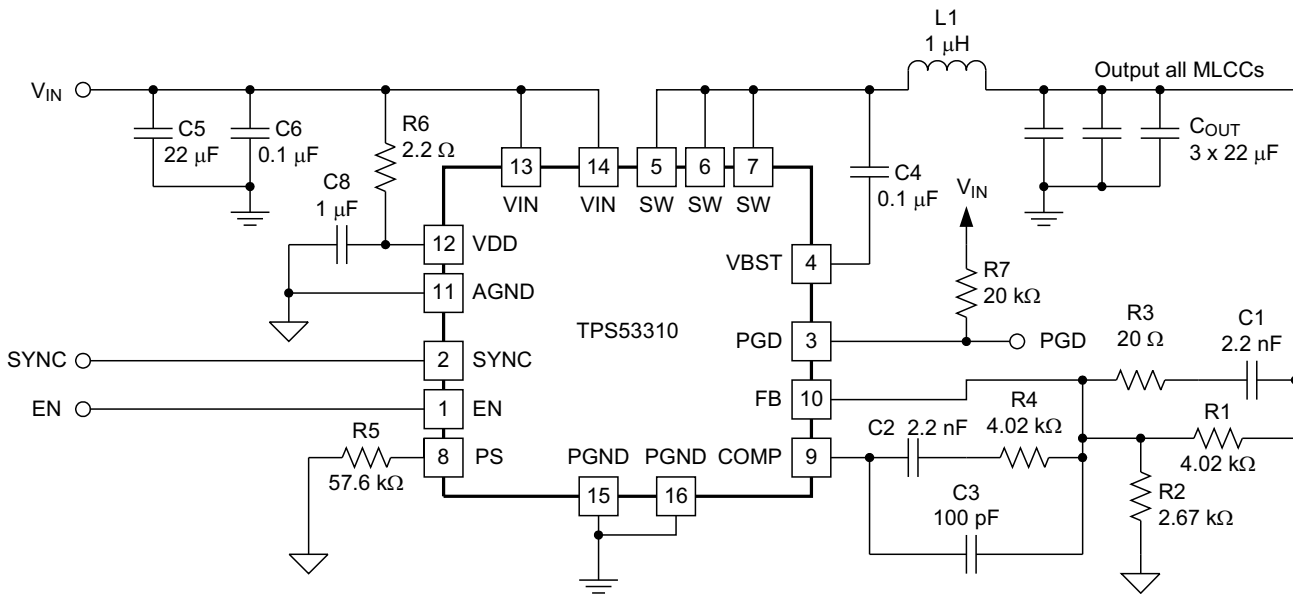 L1
1 μH
Output all MLCCs
V_IN
C5
22 μF
C6
0.1 μF
R6
2.2 Ω
C8
1 μF
13
14
5
6
7
VIN
VIN
SW
SW
SW
C4
0.1 μF
C_OUT
3 x 22 μF
V_IN
12
VDD
VBST
4
R7
20 kΩ
11
AGND
TPS53310
PGD
3
PGD
R3
20 Ω
C1
2.2 nF
SYNC
2
SYNC
FB
10
EN
1
EN
R4
4.02 kΩ
R1
4.02 kΩ
C2
2.2 nF
R5
57.6 kΩ
8
PS
PGND
PGND
COMP
9
15
16
C3
100 pF
R2
2.67 kΩ